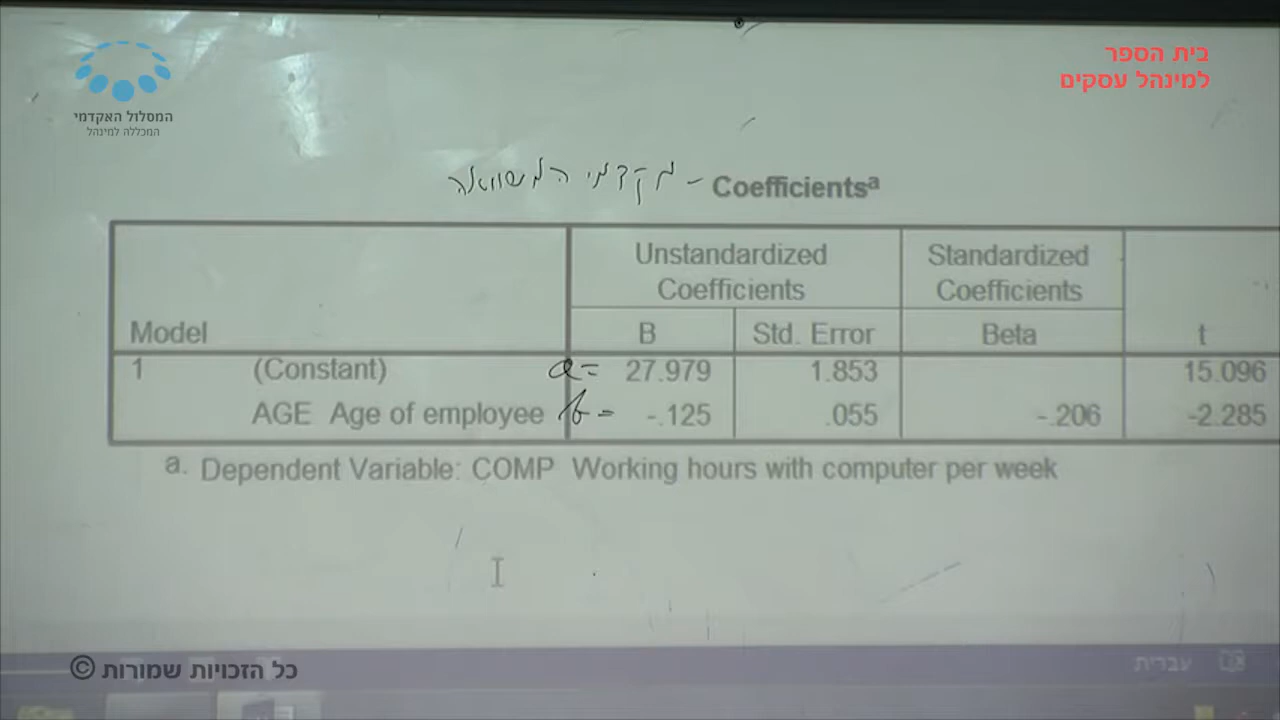 בית הספר
למינהל עסקים
המסלול האקדמי
המכללה למינהל
מקדמי המשוואה – Coefficientsa
Unstandardized Coefficients
Standardized Coefficients
Model B Std. Error Beta t
1 (Constant) a= 27.979 1.853 15.096
AGE Age of employee b= -.125 .055 -.206 -2.285
a. Dependent Variable: COMP Working hours with computer per week
כל הזכויות שמורות ©
עברית